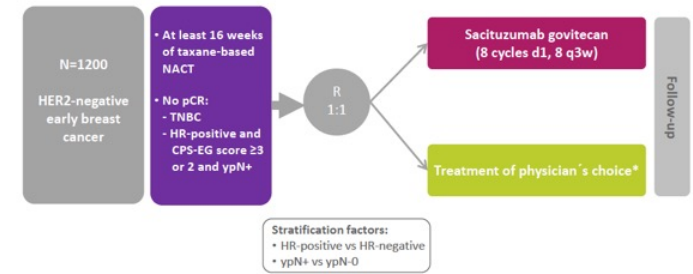 N=1200
HER2-negative
early breast
cancer
• At least 16 weeks
of taxane-based
NACT
• No pCR:
- TNBC
- HR-positive and
CPS-EG score ≥3
or 2 and ypN+
R
1:1
Sacituzumab govitecan
(8 cycles d1, 8 q3w)
Treatment of physician´s choice*
Follow-up
Stratification factors:
• HR-positive vs HR-negative
• ypN+ vs ypN-0